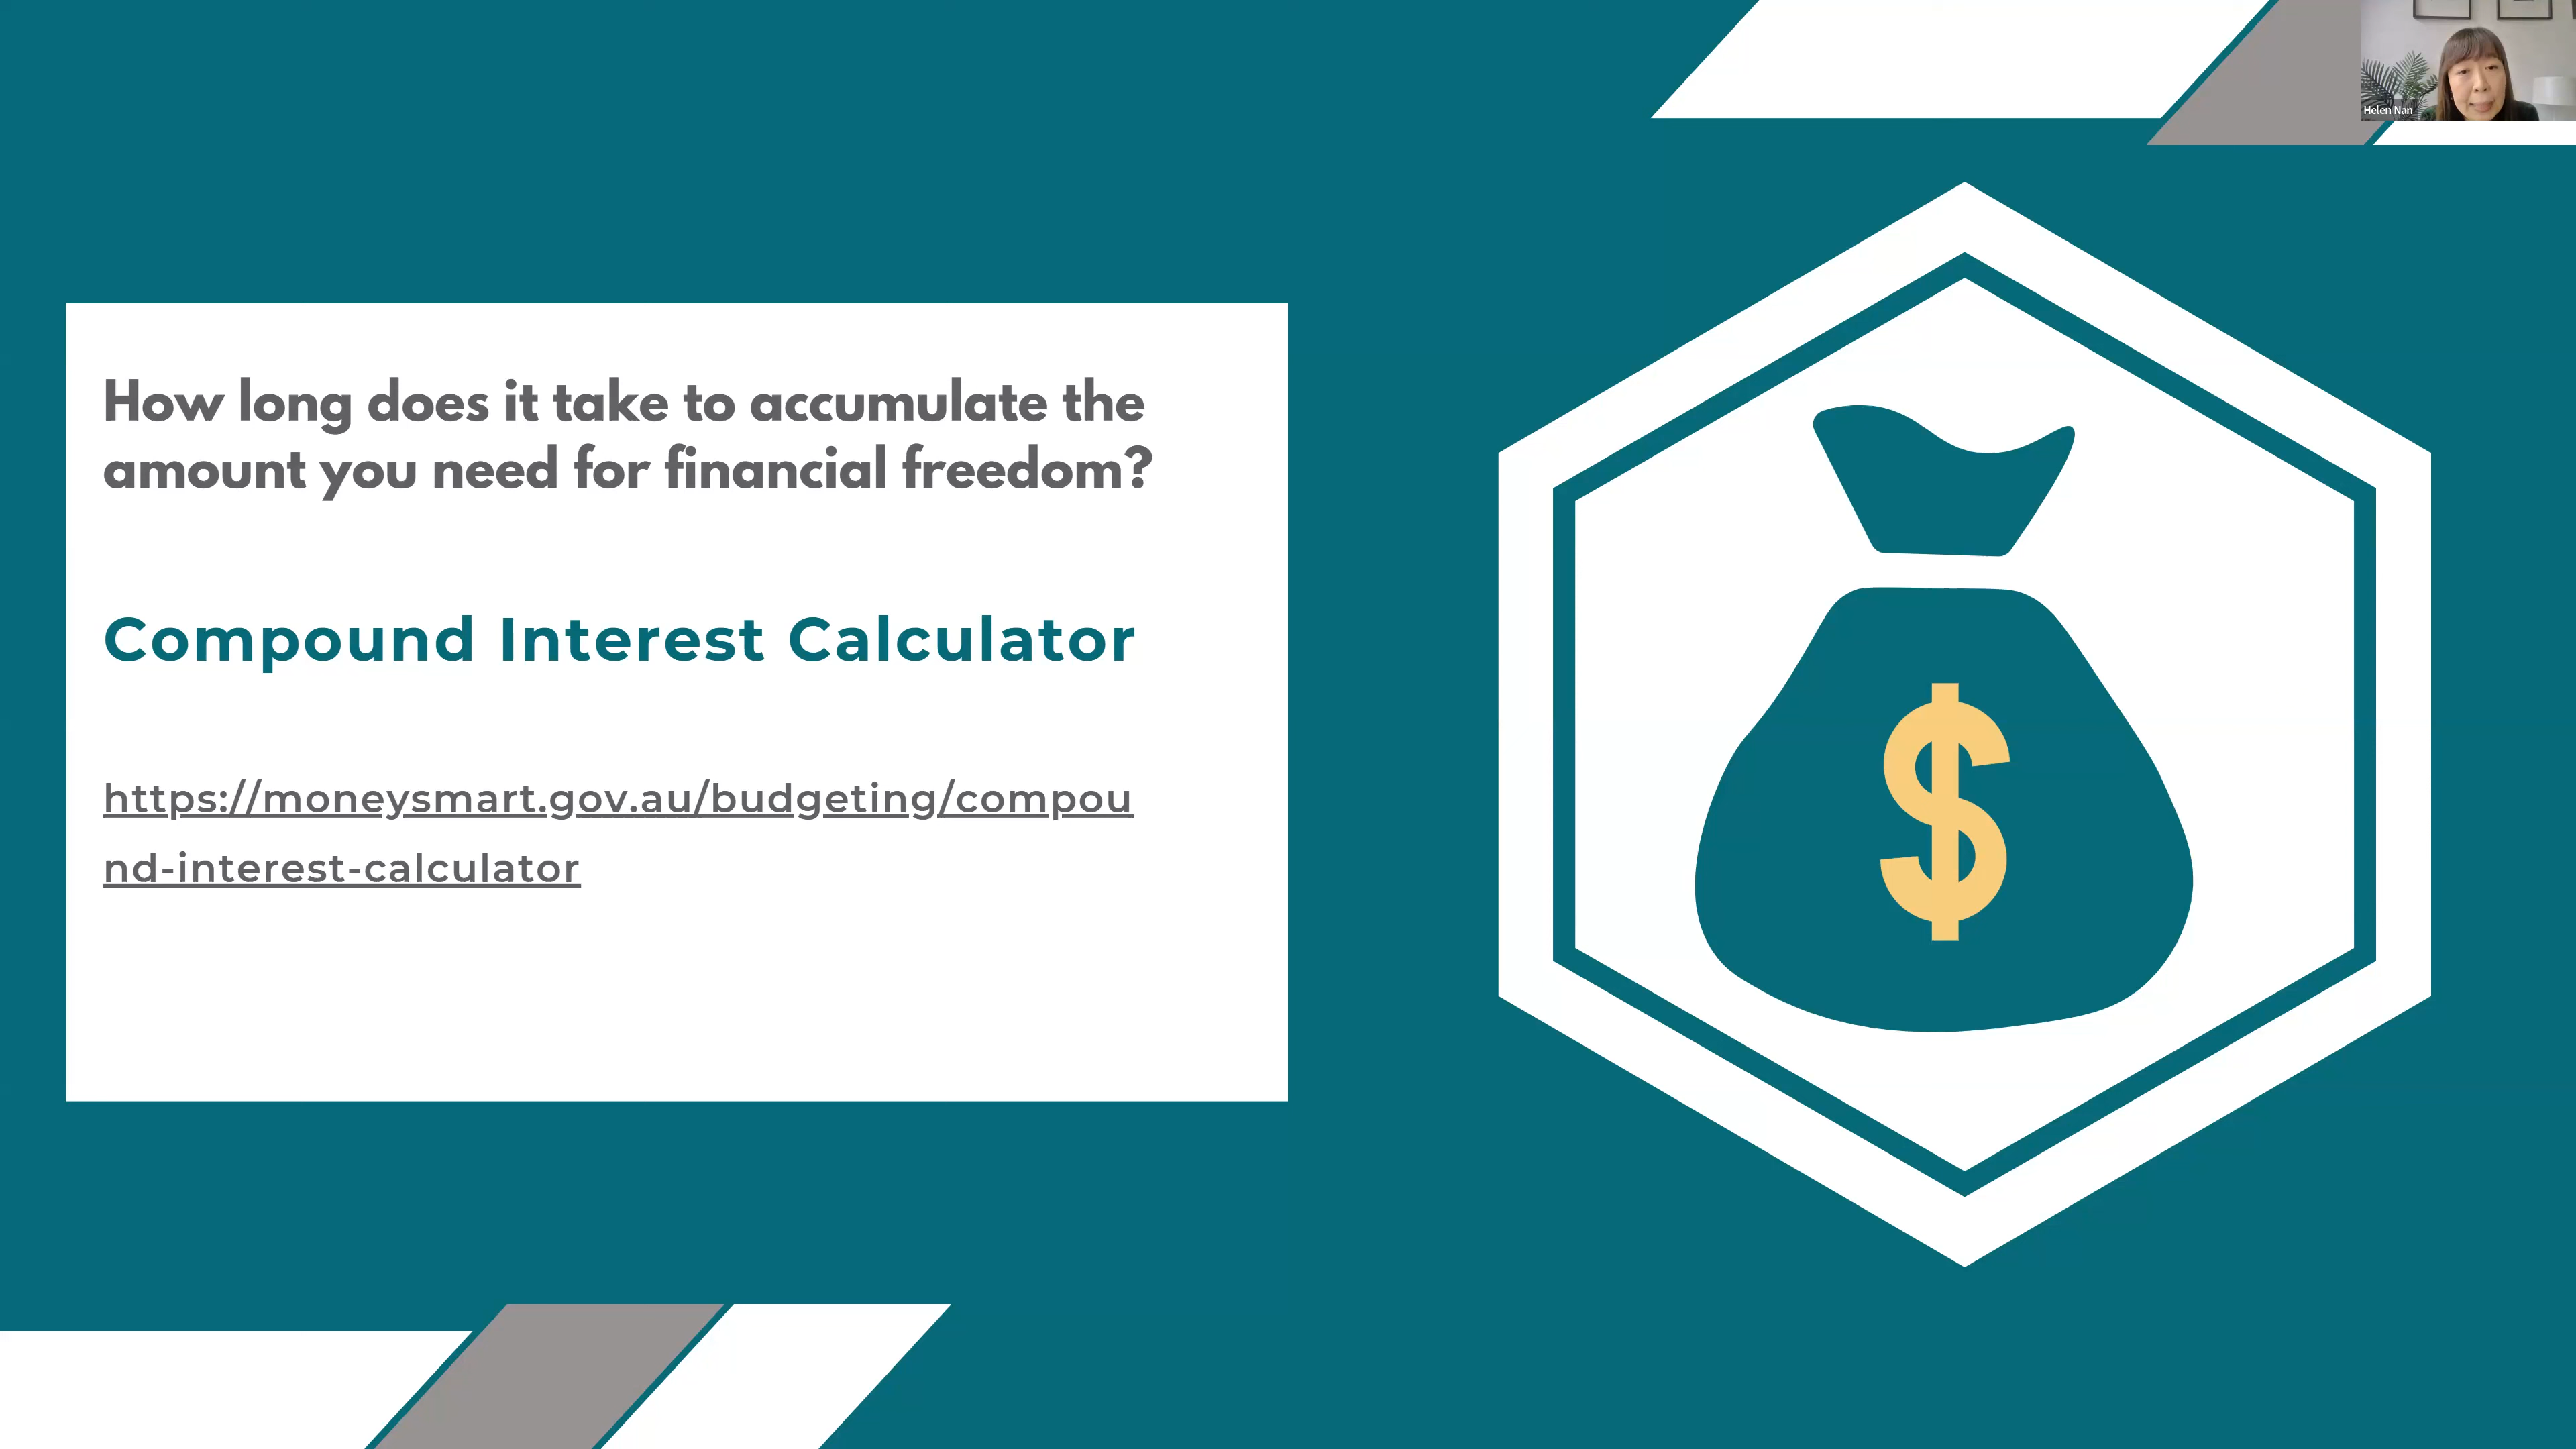 Helen Nan
How long does it take to accumulate the
amount you need for financial freedom?
Compound Interest Calculator
https://moneysmart.gov.au/budgeting/compou
nd-interest-calculator
$